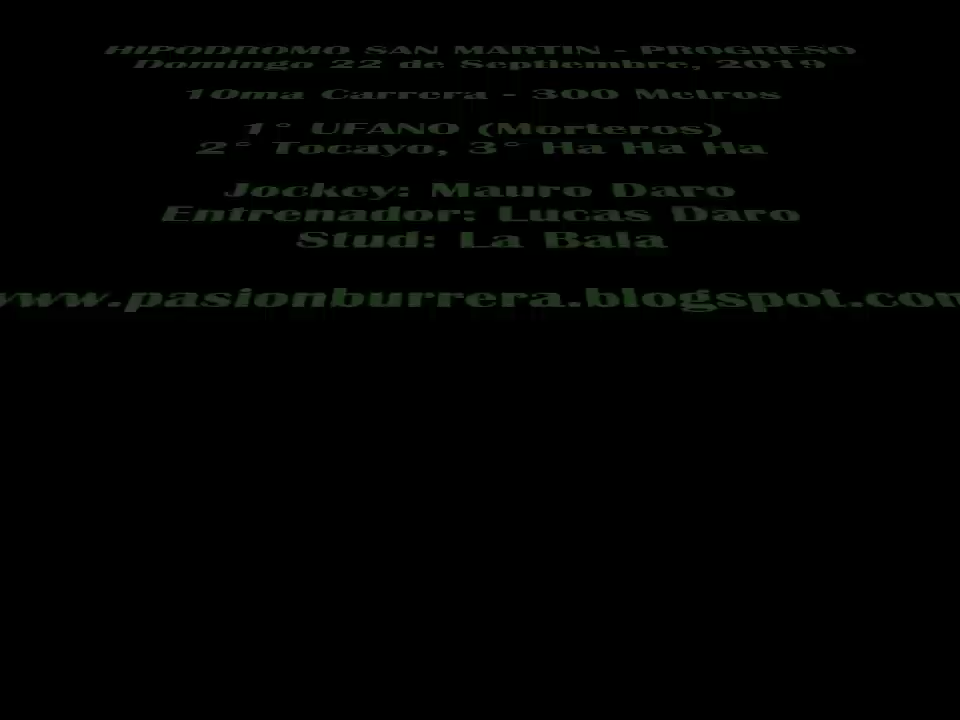 HIPODROMO SAN MARTIN - PROGRESO
Domingo 22 de Septiembre, 2019
10ma Carrera - 300 Metros
1° UFANO (Morteros)
2° Tocayo, 3° Ha Ha Ha
Jockey: Mauro Daro
Entrenador: Lucas Daro
Stud: La Bala
www.pasionburrera.blogspot.com